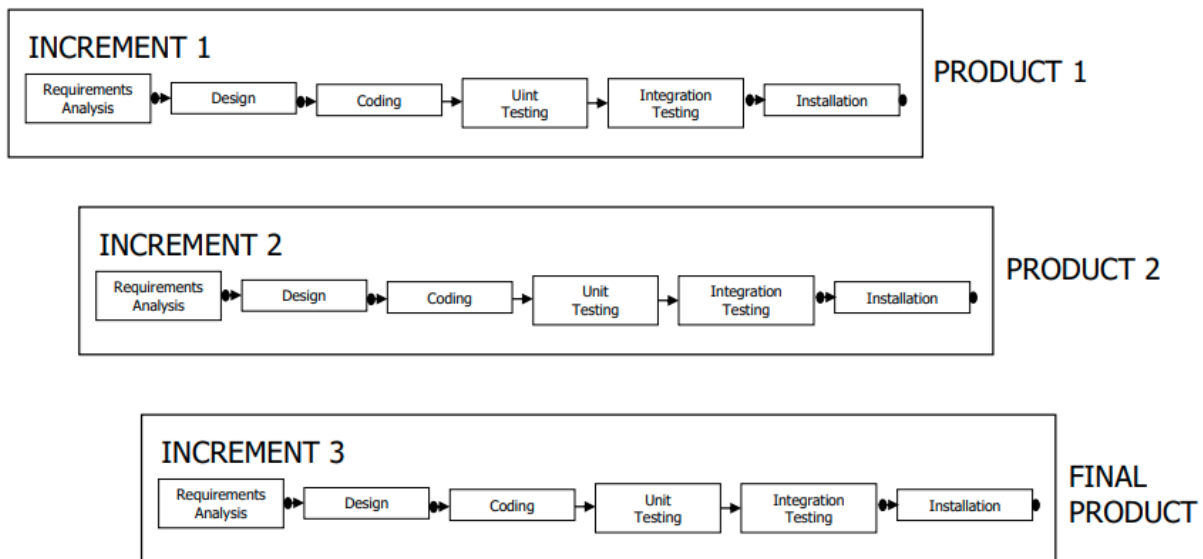 INCREMENT 1
PRODUCT 1
Requirements
Analysis
Design
Coding
Uint
Testing
Integration
Testing
Installation
INCREMENT 2
PRODUCT 2
Requirements
Analysis
Design
Coding
Unit
Testing
Integration
Testing
Installation
INCREMENT 3
FINAL
PRODUCT
Requirements
Analysis
Design
Coding
Unit
Testing
Integration
Testing
Installation